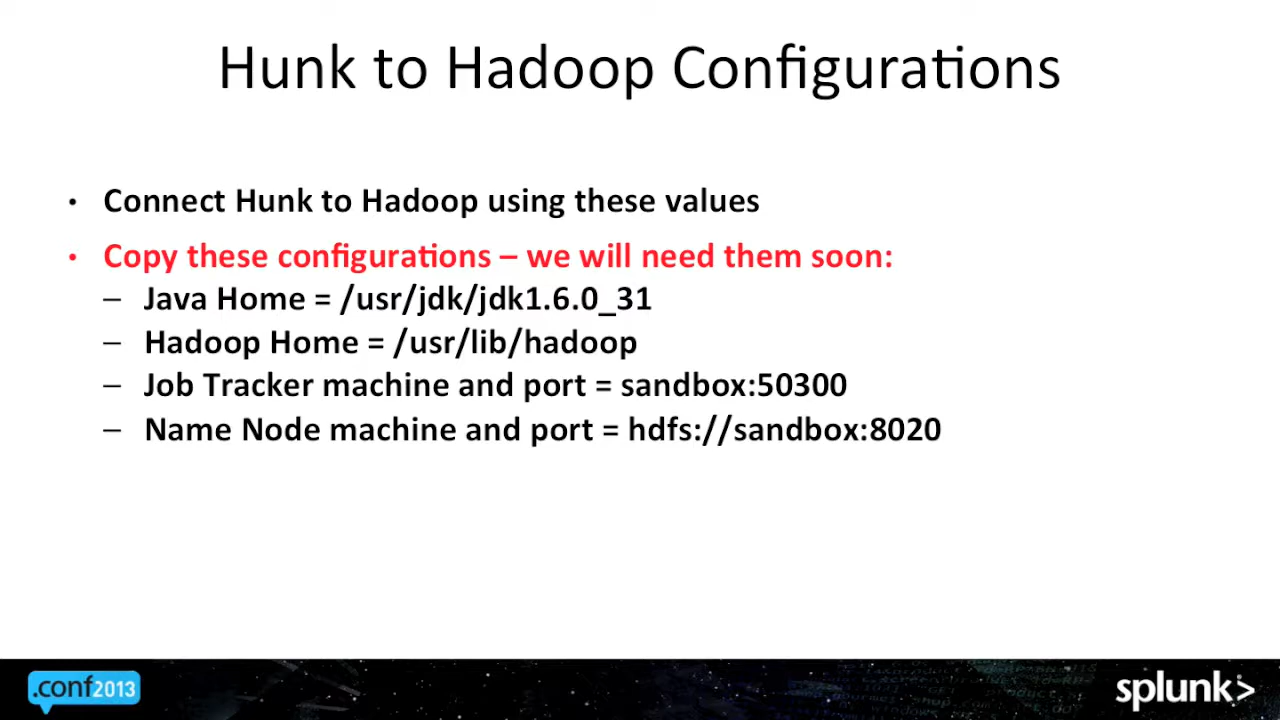 Hunk to Hadoop Configurations
• Connect Hunk to Hadoop using these values
• Copy these configurations – we will need them soon:
– Java Home = /usr/jdk/jdk1.6.0_31
– Hadoop Home = /usr/lib/hadoop
– Job Tracker machine and port = sandbox:50300
– Name Node machine and port = hdfs://sandbox:8020
.conf2013
splunk>